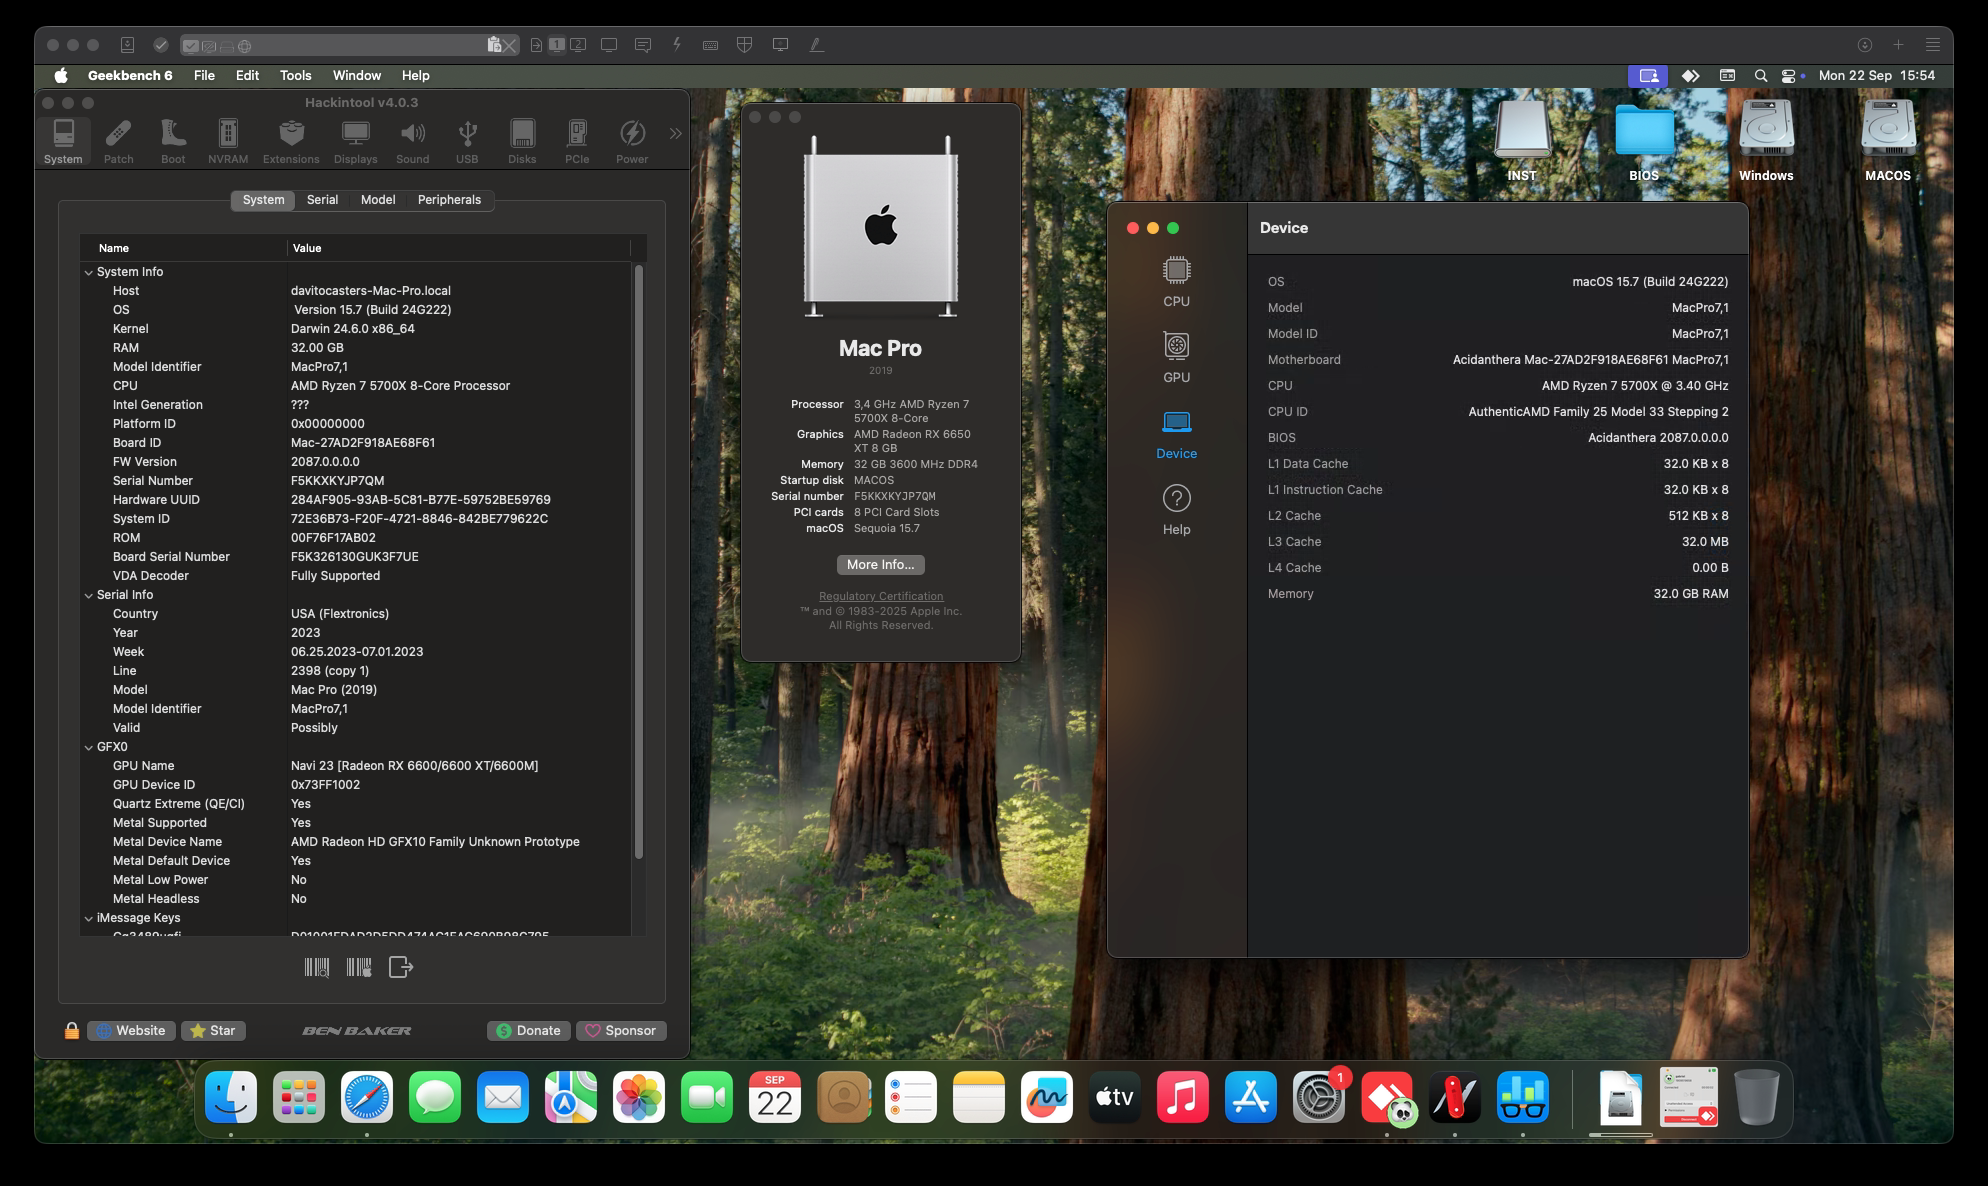 1 2
Geekbench 6 File Edit Tools Window Help
Mon 22 Sep 15:54
Hackintool v4.0.3
System Patch Boot NVRAM Extensions Displays Sound USB Disks PCIe Power
System Serial Model Peripherals
Name Value
System Info
Host davitocasters-Mac-Pro.local
OS Version 15.7 (Build 24G222)
Kernel Darwin 24.6.0 x86_64
RAM 32.00 GB
Model Identifier MacPro7,1
CPU AMD Ryzen 7 5700X 8-Core Processor
Intel Generation ???
Platform ID 0x00000000
Board ID Mac-27AD2F918AE68F61
FW Version 2087.0.0.0.0
Serial Number F5KKXKYJP7QM
Hardware UUID 284AF905-93AB-5C81-B77E-59752BE59769
System ID 72E36B73-F20F-4721-8846-842BE779622C
ROM 00F76F17AB02
Board Serial Number F5K326130GUK3F7UE
VDA Decoder Fully Supported
Serial Info
Country USA (Flextronics)
Year 2023
Week 06.25.2023-07.01.2023
Line 2398 (copy 1)
Model Mac Pro (2019)
Model Identifier MacPro7,1
Valid Possibly
GFX0
GPU Name Navi 23 [Radeon RX 6600/6600 XT/6600M]
GPU Device ID 0x73FF1002
Quartz Extreme (QE/CI) Yes
Metal Supported Yes
Metal Device Name AMD Radeon HD GFX10 Family Unknown Prototype
Metal Default Device Yes
Metal Low Power No
Metal Headless No
iMessage Keys
Website Star BEN BAKER Donate Sponsor
Mac Pro
2019
Processor 3,4 GHz AMD Ryzen 7
5700X 8-Core
Graphics AMD Radeon RX 6650
XT 8 GB
Memory 32 GB 3600 MHz DDR4
Startup disk MACOS
Serial number F5KKXKYJP7QM
PCI cards 8 PCI Card Slots
macOS Sequoia 15.7
More Info...
Regulatory Certification
™ and © 1983-2025 Apple Inc.
All Rights Reserved.
INST BIOS Windows MACOS
CPU
GPU
Device
Help
Device
OS macOS 15.7 (Build 24G222)
Model MacPro7,1
Model ID MacPro7,1
Motherboard Acidanthera Mac-27AD2F918AE68F61 MacPro7,1
CPU AMD Ryzen 7 5700X @ 3.40 GHz
CPU ID AuthenticAMD Family 25 Model 33 Stepping 2
BIOS Acidanthera 2087.0.0.0.0
L1 Data Cache 32.0 KB x 8
L1 Instruction Cache 32.0 KB x 8
L2 Cache 512 KB x 8
L3 Cache 32.0 MB
L4 Cache 0.00 B
Memory 32.0 GB RAM
SEP
22
tv
1